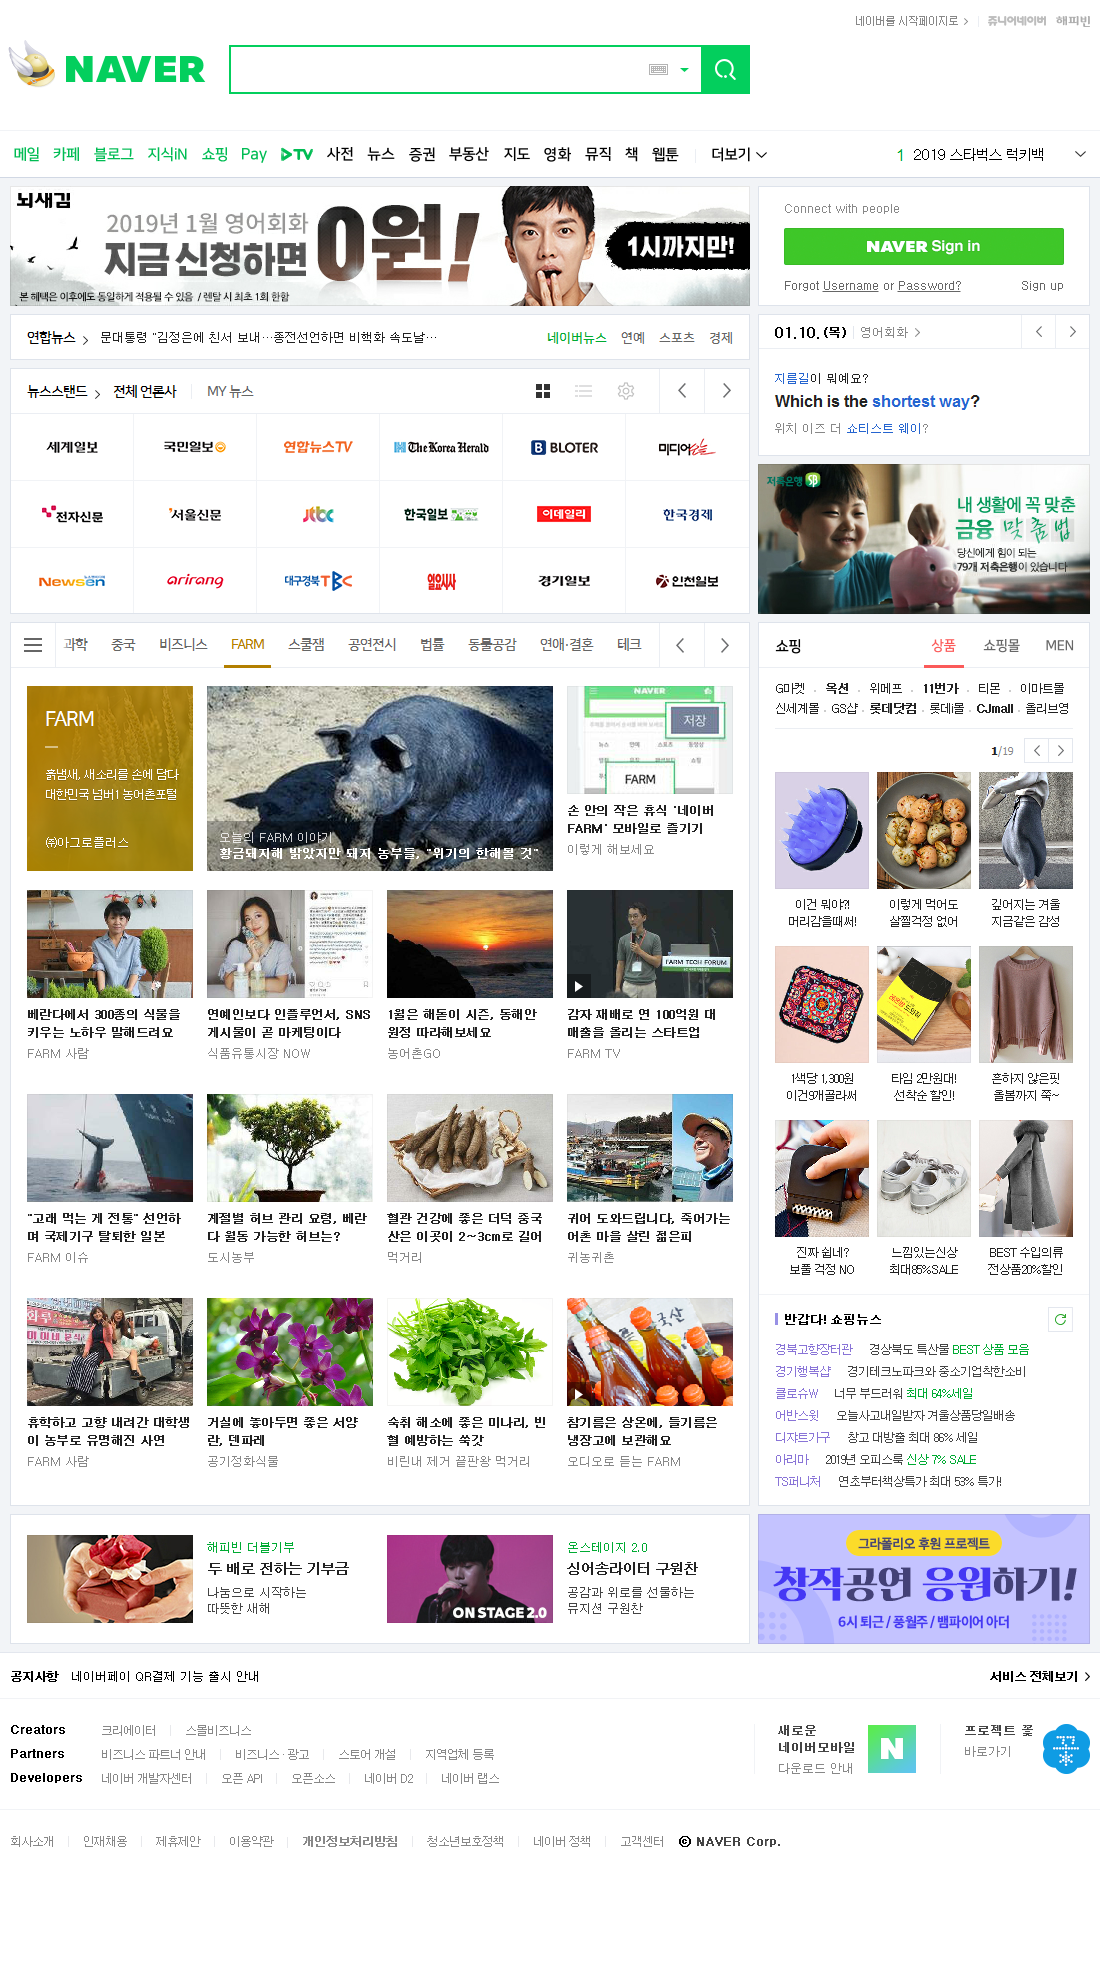 네이버를 시작페이지로
쥬니어네이버 해피빈
NAVER
메일 카페 블로그 지식iN 쇼핑 Pay TV 사전 뉴스 증권 부동산 지도 영화 뮤직 책 웹툰 더보기
1 2019 스타벅스 럭키백
뇌새김
2019년 1월 영어회화
지금 신청하면 0원!
1시까지만!
본 혜택은 이후에도 동일하게 적용될 수 있음 / 렌탈 시 최초 1회 한함
Connect with people
NAVER Sign in
Forgot Username or Password? Sign up
연합뉴스 문대통령 "김정은에 친서 보내…종전선언하면 비핵화 속도날…
네이버뉴스 연예 스포츠 경제
01.10.(목) 영어회화
지름길이 뭐예요?
Which is the shortest way?
위치 이즈 더 쇼티스트 웨이?
뉴스스탠드 전체 언론사 MY 뉴스
세계일보 국민일보 연합뉴스TV The Korea Herald BLOTER 미디어오늘
전자신문 서울신문 jtbc 한국일보 이데일리 한국경제
Newsen arirang 대구경북TBC 일요시사 경기일보 인천일보
저축은행 SB
내 생활에 꼭 맞춘
금융 맞춤법
당신에게 힘이 되는
79개 저축은행이 있습니다
과학 중국 비즈니스 FARM 스쿨잼 공연전시 법률 동물공감 연애·결혼 테크
FARM
흙냄새, 새소리를 손에 담다
대한민국 넘버1 농어촌포털
㈜아그로플러스
오늘의 FARM 이야기
황금돼지해 밝았지만 돼지 농부들, "위기의 한해될 것"
NAVER
저장
FARM
손 안의 작은 휴식 '네이버
FARM' 모바일로 즐기기
이렇게 해보세요
베란다에서 300종의 식물을
키우는 노하우 말해드려요
FARM 사람
연예인보다 인플루언서, SNS
게시물이 곧 마케팅이다
식품유통시장 NOW
1월은 해돋이 시즌, 동해안
원정 따라해보세요
농어촌GO
FARM TECH FORUM
감자 재배로 연 100억원 대
매출을 올리는 스타트업
FARM TV
"고래 먹는 게 전통" 선언하
며 국제기구 탈퇴한 일본
FARM 이슈
계절별 허브 관리 요령, 베란
다 월동 가능한 허브는?
도시농부
혈관 건강에 좋은 더덕 중국
산은 이곳이 2~3cm로 길어
먹거리
귀어 도와드립니다, 죽어가는
어촌 마을 살린 젊은피
귀농귀촌
휴학하고 고향 내려간 대학생
이 농부로 유명해진 사연
FARM 사람
거실에 놓아두면 좋은 서양
란, 덴파레
공기정화식물
숙취 해소에 좋은 미나리, 빈
혈 예방하는 쑥갓
비린내 제거 끝판왕 먹거리
국산
참기름은 상온에, 들기름은
냉장고에 보관해요
오디오로 듣는 FARM
쇼핑 상품 쇼핑몰 MEN
G마켓 옥션 위메프 11번가 티몬 이마트몰
신세계몰 GS샵 롯데닷컴 롯데i몰 CJmall 올리브영
1/19
이건 뭐야?!
머리감을때써!
이렇게 먹어도
살찔걱정 없어
깊어지는 겨울
지금같은 감성
1색당 1,300원
이건9개골라써
타임 2만원대!
선착순 할인!
흔하지 않은핏
올봄까지 쭉~
진짜 쉽네?
보풀 걱정 NO
느낌있는신상
최대85%SALE
BEST 수입의류
전상품20%할인
반갑다! 쇼핑뉴스
경북고향장터관 경상북도 특산물 BEST 상품 모음
경기행복샵 경기테크노파크와 중소기업착한소비
클로슈W 너무 부드러워 최대 64%세일
어반스윗 오늘사고내일받자 겨울상품당일배송
디쟈트가구 창고 대방출 최대 86% 세일
아리마 2019년 오피스룩 신상 7% SALE
TS퍼니처 연초부터책상특가 최대 53% 특가!
해피빈 더블기부
두 배로 전하는 기부금
나눔으로 시작하는
따뜻한 새해
ON STAGE 2.0
온스테이지 2.0
싱어송라이터 구원찬
공감과 위로를 선물하는
뮤지션 구원찬
그라폴리오 후원 프로젝트
창작공연 응원하기!
6시 퇴근 / 풍월주 / 뱀파이어 아더
공지사항 네이버페이 QR결제 기능 출시 안내
서비스 전체보기
Creators 크리에이터 스몰비즈니스
Partners 비즈니스 파트너 안내 비즈니스 · 광고 스토어 개설 지역업체 등록
Developers 네이버 개발자센터 오픈 API 오픈소스 네이버 D2 네이버 랩스
새로운
네이버모바일
다운로드 안내
N
프로젝트 꽃
바로가기
회사소개 인재채용 제휴제안 이용약관 개인정보처리방침 청소년보호정책 네이버 정책 고객센터 ⓒ NAVER Corp.